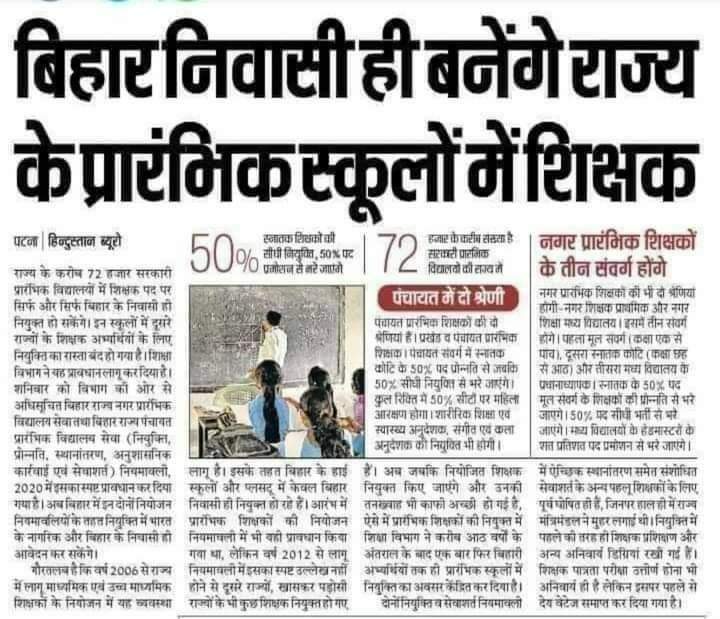 बिहार निवासी ही बनेंगे राज्य
के प्रारंभिक स्कूलों में शिक्षक
पटना | हिन्दुस्तान ब्यूरो
राज्य के करीब 72 हजार सरकारी
प्रारंभिक विद्यालयों में शिक्षक पद पर
सिर्फ और सिर्फ बिहार के निवासी ही
नियुक्त हो सकेंगे। इन स्कूलों में दूसरे
राज्यों के शिक्षक अभ्यर्थियों के लिए
नियुक्ति का रास्ता बंद हो गया है। शिक्षा
विभाग ने यह प्रावधान लागू कर दिया है।
शनिवार को विभाग की ओर से
अधिसूचित बिहार राज्य नगर प्रारंभिक
विद्यालय सेवा तथा बिहार राज्य पंचायत
प्रारंभिक विद्यालय सेवा (नियुक्ति,
प्रोन्नति, स्थानांतरण, अनुशासनिक
कार्रवाई एवं सेवाशर्त) नियमावली,
2020 में इसका स्पष्ट प्रावधान कर दिया
गया है। अब बिहार में इन दोनों नियोजन
नियमावलियों के तहत नियुक्ति में भारत
के नागरिक और बिहार के निवासी ही
आवेदन कर सकेंगे।
गौरतलब है कि वर्ष 2006 से राज्य
में लागू माध्यमिक एवं उच्च माध्यमिक
शिक्षकों के नियोजन में यह व्यवस्था
50% स्नातक शिक्षकों की
सीधी नियुक्ति, 50% पद
प्रमोशन से भरे जाएंगे
72 हजार के करीब संख्या है
सरकारी प्रारंभिक
विद्यालयों की राज्य में
पंचायत में दो श्रेणी
पंचायत प्रारंभिक शिक्षकों की दो
श्रेणियां हैं। प्रखंड व पंचायत प्रारंभिक
शिक्षक। पंचायत संवर्ग में स्नातक
कोटि के 50% पद प्रोन्नति से जबकि
50% सीधी नियुक्ति से भरे जाएंगे।
कुल रिक्ति में 50% सीटों पर महिला
आरक्षण होगा। शारीरिक शिक्षा एवं
स्वास्थ्य अनुदेशक, संगीत एवं कला
अनुदेशक की नियुक्ति भी होगी।
लागू है। इसके तहत बिहार के हाई
स्कूलों और प्लसटू में केवल बिहार
निवासी ही नियुक्त हो रहे हैं। आरंभ में
प्रारंभिक शिक्षकों की नियोजन
नियमावली में भी यही प्रावधान किया
गया था, लेकिन वर्ष 2012 से लागू
नियमावली में इसका स्पष्ट उल्लेख नहीं
होने से दूसरे राज्यों, खासकर पड़ोसी
राज्यों के भी कुछ शिक्षक नियुक्त हो गए
हैं। अब जबकि नियोजित शिक्षक
नियुक्त किए जाएंगे और उनकी
तनख्वाह भी काफी अच्छी हो गई है,
ऐसे में प्रारंभिक शिक्षकों की नियुक्त में
शिक्षा विभाग ने करीब आठ वर्षों के
अंतराल के बाद एक बार फिर बिहारी
अभ्यर्थियों तक ही प्रारंभिक स्कूलों में
नियुक्ति का अवसर केंद्रित कर दिया है।
दोनों नियुक्ति व सेवाशर्त नियमावली
नगर प्रारंभिक शिक्षकों
के तीन संवर्ग होंगे
नगर प्रारंभिक शिक्षकों की भी दो श्रेणियां
होंगी-नगर शिक्षक प्राथमिक और नगर
शिक्षा मध्य विद्यालय। इसमें तीन संवर्ग
होंगे। पहला मूल संवर्ग (कक्षा एक से
पांच), दूसरा स्नातक कोटि (कक्षा छह
से आठ) और तीसरा मध्य विद्यालय के
प्रधानाध्यापक। स्नातक के 50% पद
मूल संवर्ग के शिक्षकों की प्रोन्नति से भरे
जाएंगे। 50% पद सीधी भर्ती से भरे
जाएंगे। मध्य विद्यालयों के हेडमास्टरों के
शत प्रतिशत पद प्रमोशन से भरे जाएंगे।
में ऐच्छिक स्थानांतरण समेत संशोधित
सेवाशर्त के अन्य पहलू शिक्षकों के लिए
पूर्व घोषित ही हैं, जिनपर हाल ही में राज्य
मंत्रिमंडल ने मुहर लगाई थी। नियुक्ति में
पहले की तरह ही शिक्षक प्रशिक्षण और
अन्य अनिवार्य डिग्रियां रखी गई हैं।
शिक्षक पात्रता परीक्षा उत्तीर्ण होना भी
अनिवार्य ही है लेकिन इसपर पहले से
देय वेटेज समाप्त कर दिया गया है।